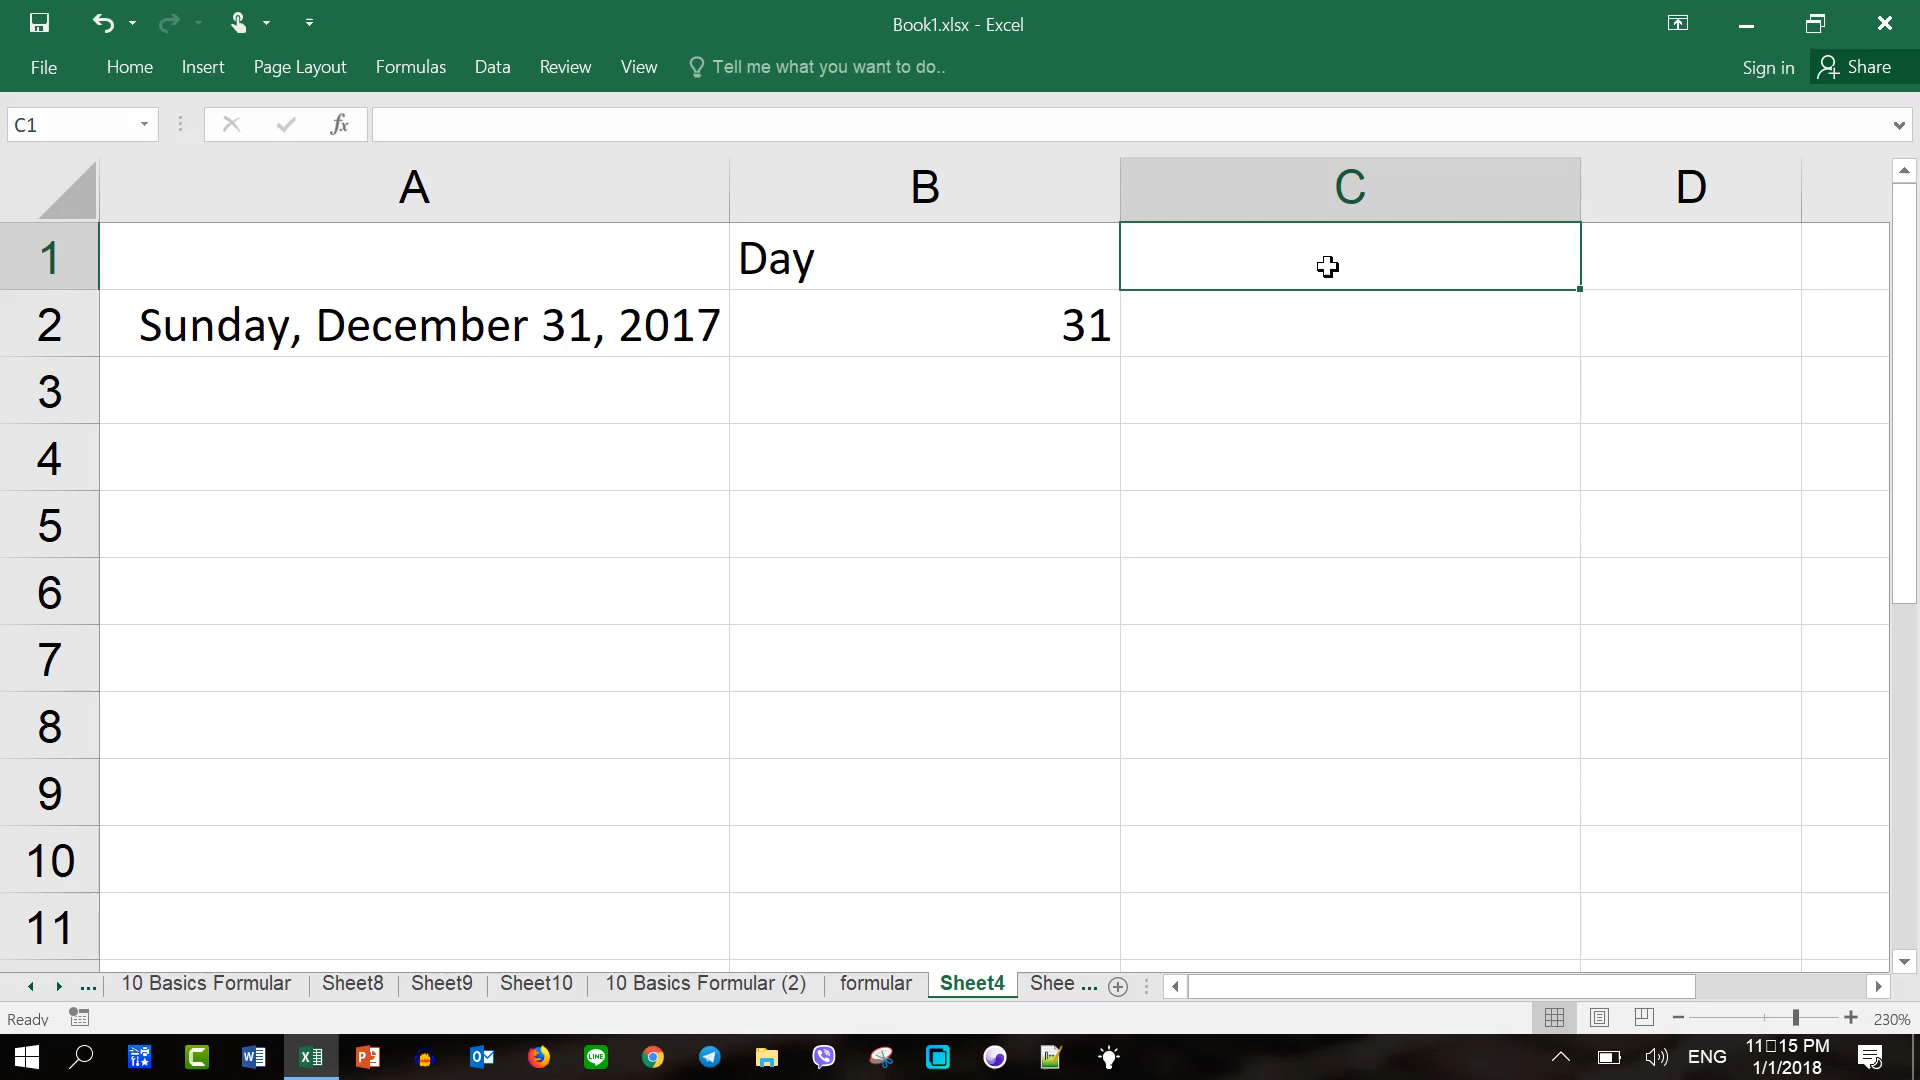 Book1.xlsx - Excel
File Home Insert Page Layout Formulas Data Review View Tell me what you want to do.. Sign in Share
C1 fx
A B C D
1 Day
2 Sunday, December 31, 2017 31
3
4
5
6
7
8
9
10
11
... 10 Basics Formular Sheet8 Sheet9 Sheet10 10 Basics Formular (2) formular Sheet4 Shee ...
Ready 230%
ENG 11□15 PM
1/1/2018